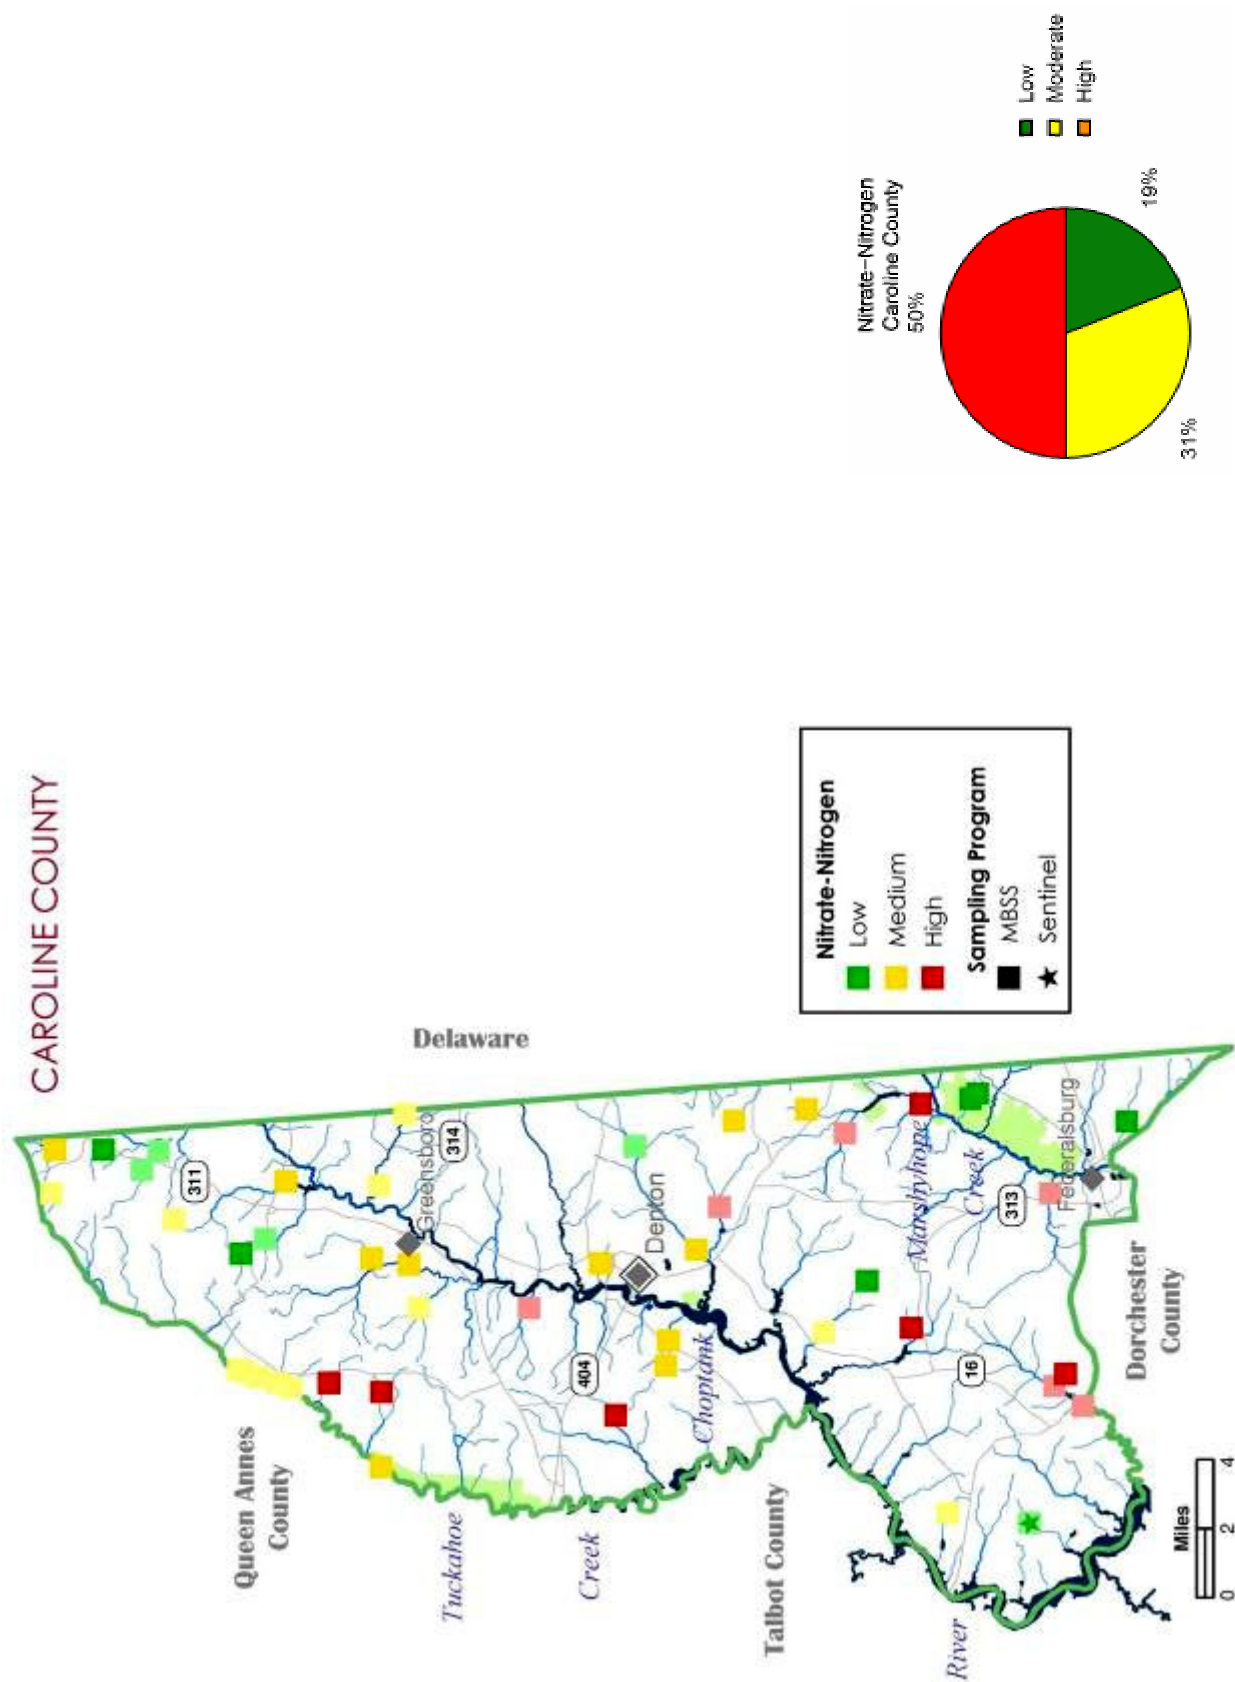 CAROLINE COUNTY
Delaware
Queen Annes
County
Tuckahoe
Creek
Talbot County
River
Choptank
Marshyhope
Creek
Dorchester
County
311
314
Greensboro
Denton
404
313
16
Federalsburg
Nitrate-Nitrogen
Low
Medium
High
Sampling Program
MBSS
Sentinel
Miles
0 2 4
Nitrate-Nitrogen
Caroline County
50%
31%
19%
Low
Moderate
High